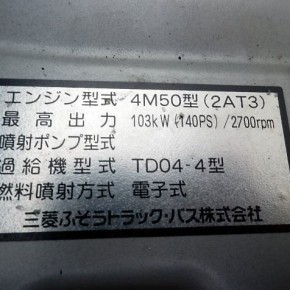 エンジン型式 4M50型(2AT3)
最高出力 103kW(140PS)/2700rpm
噴射ポンプ型式
過給機型式 TD04-4型
燃料噴射方式 電子式
三菱ふそうトラック・バス株式会社